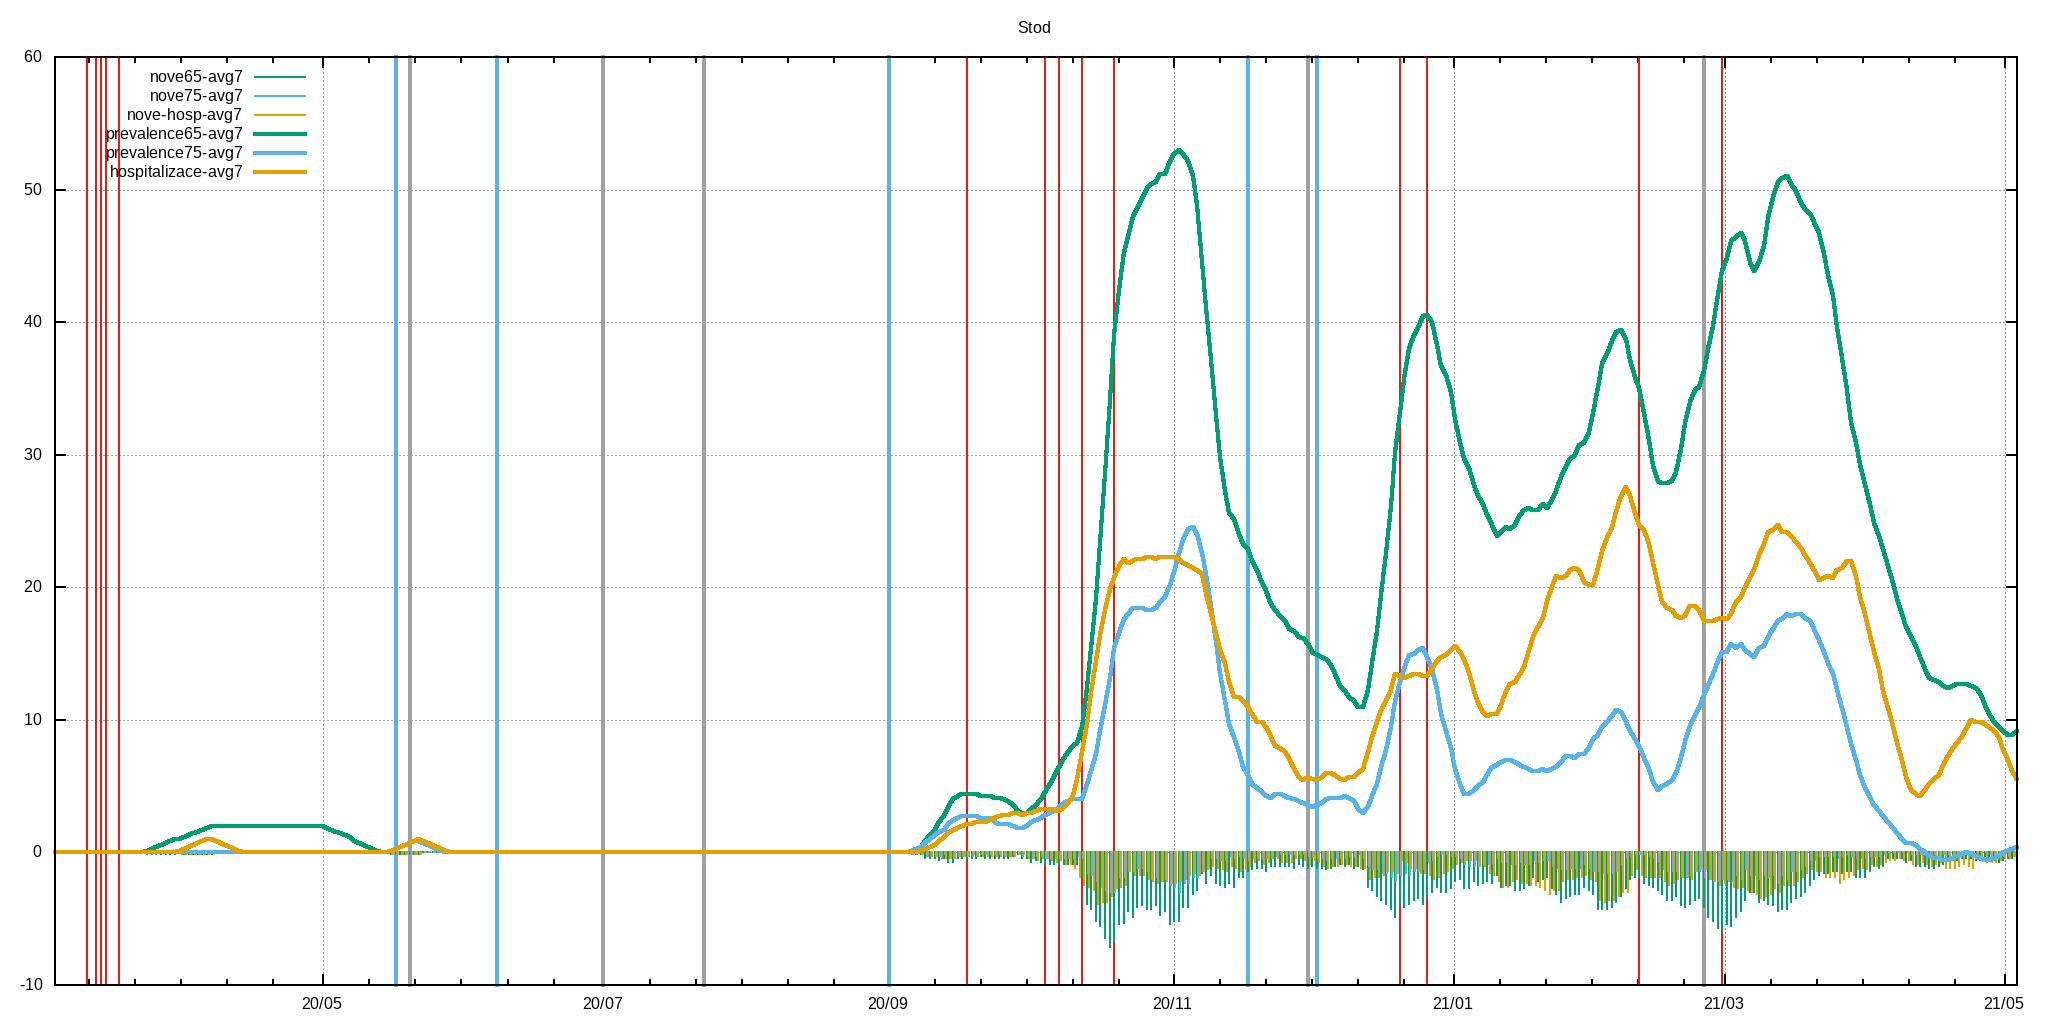 Stod
60
nove65-avg7
nove75-avg7
nove-hosp-avg7
prevalence65-avg7
prevalence75-avg7
hospitalizace-avg7
50
40
30
20
10
0
-10
20/05 20/07 20/09 20/11 21/01 21/03 21/05